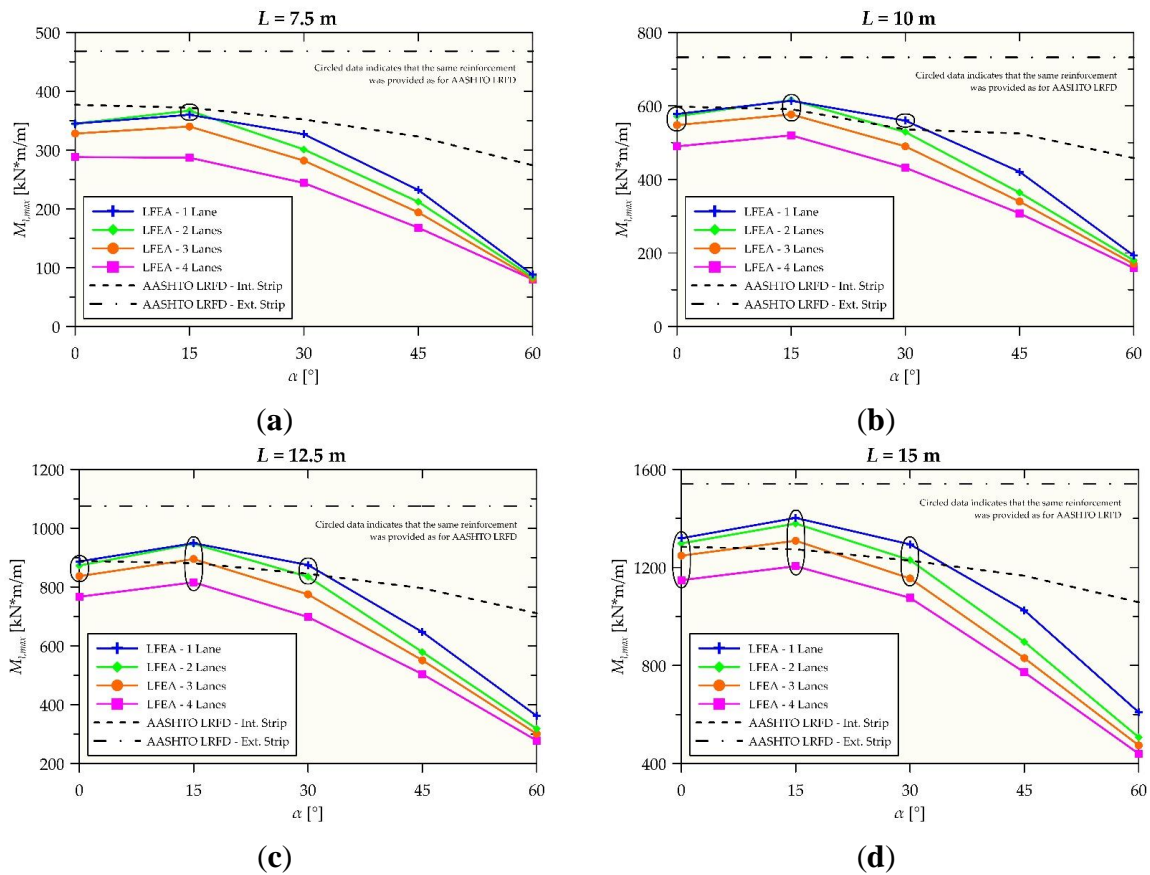 L = 7.5 m
500
400
300
200
100
0
M_l,max [kN*m/m]
Circled data indicates that the same reinforcement
was provided as for AASHTO LRFD
LFEA - 1 Lane
LFEA - 2 Lanes
LFEA - 3 Lanes
LFEA - 4 Lanes
AASHTO LRFD - Int. Strip
AASHTO LRFD - Ext. Strip
0 15 30 45 60
α [°]
(a)
L = 10 m
800
600
400
200
0
M_l,max [kN*m/m]
Circled data indicates that the same reinforcement
was provided as for AASHTO LRFD
LFEA - 1 Lane
LFEA - 2 Lanes
LFEA - 3 Lanes
LFEA - 4 Lanes
AASHTO LRFD - Int. Strip
AASHTO LRFD - Ext. Strip
0 15 30 45 60
α [°]
(b)
L = 12.5 m
1200
1000
800
600
400
200
M_l,max [kN*m/m]
Circled data indicates that the same reinforcement
was provided as for AASHTO LRFD
LFEA - 1 Lane
LFEA - 2 Lanes
LFEA - 3 Lanes
LFEA - 4 Lanes
AASHTO LRFD - Int. Strip
AASHTO LRFD - Ext. Strip
0 15 30 45 60
α [°]
(c)
L = 15 m
1600
1200
800
400
M_l,max [kN*m/m]
Circled data indicates that the same reinforcement
was provided as for AASHTO LRFD
LFEA - 1 Lane
LFEA - 2 Lanes
LFEA - 3 Lanes
LFEA - 4 Lanes
AASHTO LRFD - Int. Strip
AASHTO LRFD - Ext. Strip
0 15 30 45 60
α [°]
(d)